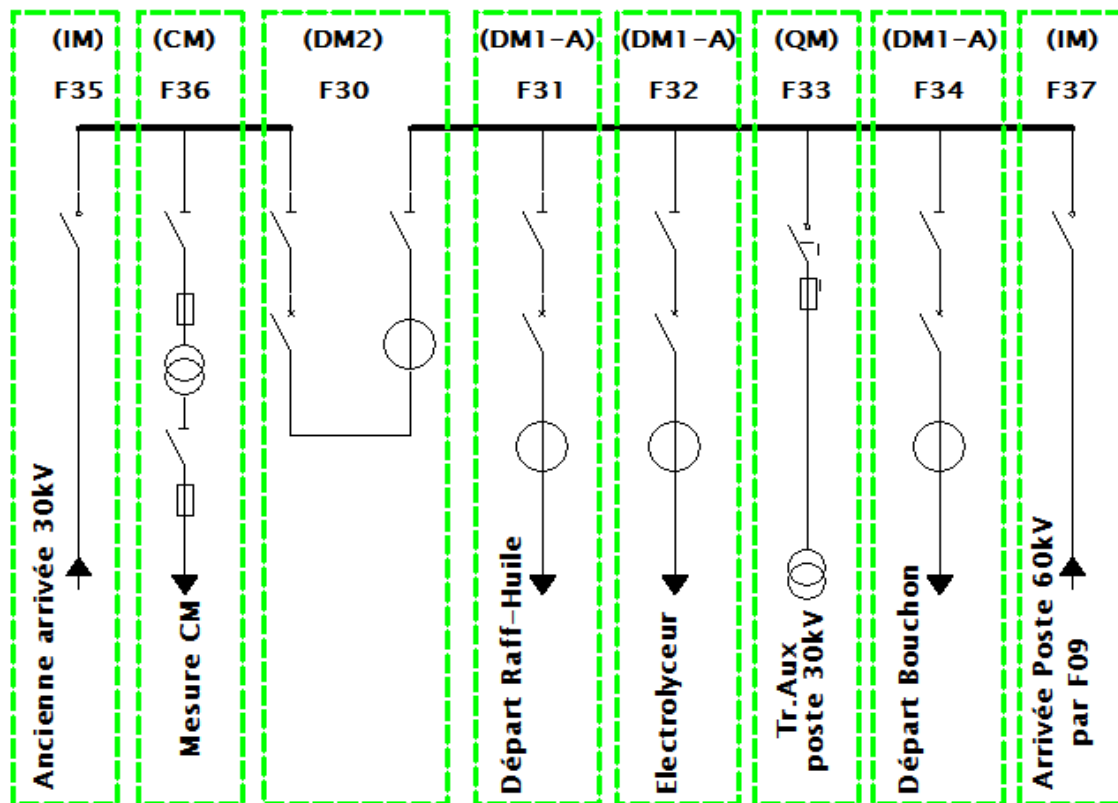 (IM)
F35
Ancienne arrivée 30kV
(CM)
F36
Mesure CM
(DM2)
F30
(DM1-A)
F31
Départ Raff-Huile
(DM1-A)
F32
Electrolyceur
(QM)
F33
Tr.Aux
poste 30kV
(DM1-A)
F34
Départ Bouchon
(IM)
F37
Arrivée Poste 60kV
par F09